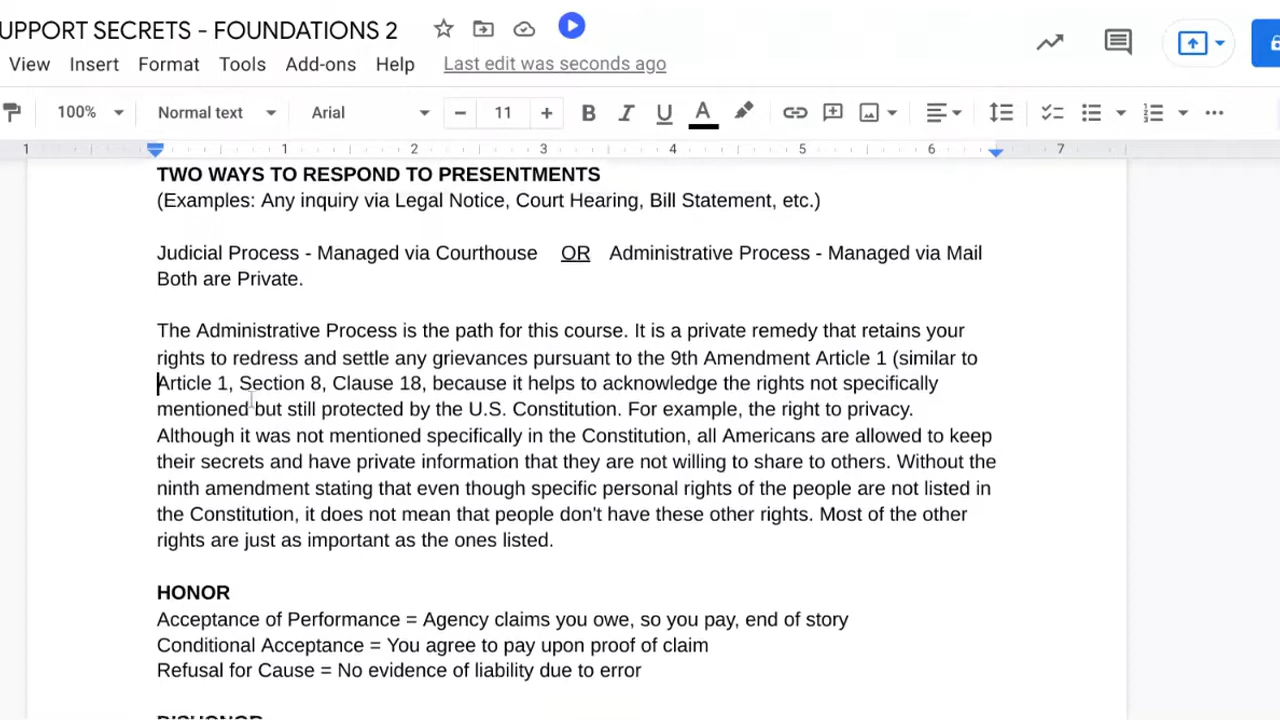 UPPORT SECRETS - FOUNDATIONS 2
View Insert Format Tools Add-ons Help Last edit was seconds ago
100% Normal text Arial 11 B I U A
1 1 2 3 4 5 6 7
TWO WAYS TO RESPOND TO PRESENTMENTS
(Examples: Any inquiry via Legal Notice, Court Hearing, Bill Statement, etc.)
Judicial Process - Managed via Courthouse OR Administrative Process - Managed via Mail
Both are Private.
The Administrative Process is the path for this course. It is a private remedy that retains your
rights to redress and settle any grievances pursuant to the 9th Amendment Article 1 (similar to
Article 1, Section 8, Clause 18, because it helps to acknowledge the rights not specifically
mentioned but still protected by the U.S. Constitution. For example, the right to privacy.
Although it was not mentioned specifically in the Constitution, all Americans are allowed to keep
their secrets and have private information that they are not willing to share to others. Without the
ninth amendment stating that even though specific personal rights of the people are not listed in
the Constitution, it does not mean that people don't have these other rights. Most of the other
rights are just as important as the ones listed.
HONOR
Acceptance of Performance = Agency claims you owe, so you pay, end of story
Conditional Acceptance = You agree to pay upon proof of claim
Refusal for Cause = No evidence of liability due to error
DISHONOR